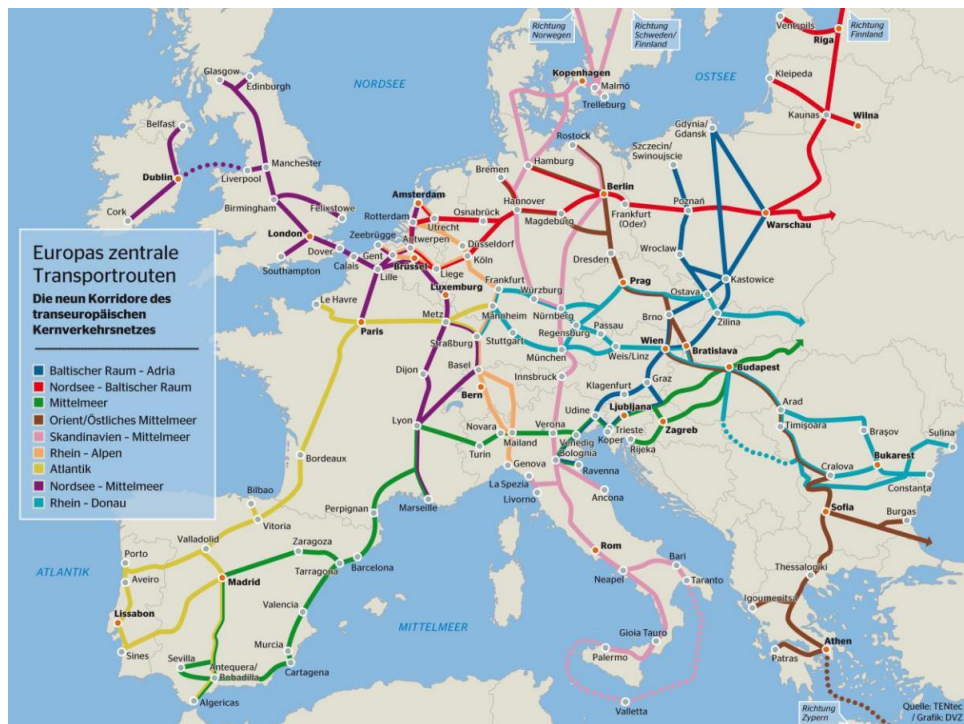 Richtung
Norwegen
Richtung
Schweden/
Finnland
Richtung
Finnland
Ventspils
Riga
Glasgow
Edinburgh
NORDSEE
Kopenhagen
Malmö
Trelleburg
OSTSEE
Kleipeda
Kaunas
Wilna
Belfast
Dublin
Cork
Liverpool
Manchester
Birmingham
Felixstowe
London
Southampton
Dover
Calais
Rostock
Hamburg
Bremen
Gdynia/
Gdansk
Szczecin/
Swinoujscie
Amsterdam
Rotterdam
Utrecht
Osnabrück
Hannover
Magdeburg
Berlin
Frankfurt
(Oder)
Poznań
Warschau
Zeebrügge
Gent
Antwerpen
Düsseldorf
Köln
Brüssel
Lille
Liege
Dresden
Wroclaw
Kastowice
Europas zentrale
Transportrouten
Die neun Korridore des
transeuropäischen
Kernverkehrsnetzes
Baltischer Raum – Adria
Nordsee – Baltischer Raum
Mittelmeer
Orient/Östliches Mittelmeer
Skandinavien – Mittelmeer
Rhein – Alpen
Atlantik
Nordsee – Mittelmeer
Rhein – Donau
Le Havre
Paris
Luxemburg
Metz
Frankfurt
Mannheim
Würzburg
Nürnberg
Prag
Ostava
Brno
Zilina
Straßburg
Stuttgart
Regensburg
Passau
München
Weis/Linz
Wien
Bratislava
Budapest
Dijon
Basel
Bern
Innsbruck
Klagenfurt
Graz
Lyon
Novara
Turin
Mailand
Verona
Udine
Ljubljana
Triester
Koper
Rijeka
Zagreb
Venedig
Bolognia
Ravenna
Arad
Timișoara
Brașov
Sulina
Bukarest
Cralova
Constanța
Bordeaux
Genova
La Spezia
Livorno
Ancona
Marseille
Perpignan
Bilbao
Vitoria
Sofia
Burgas
ATLANTIK
Porto
Aveiro
Valladolid
Zaragoza
Madrid
Tarragona
Barcelona
Rom
Neapel
Bari
Taranto
Thessaloniki
Igoumenitsa
Lissabon
Sines
Valencia
Murcia
Cartagena
Sevilla
Antequera/
Bobadilla
Algericas
MITTELMEER
Gioia Tauro
Palermo
Valletta
Patras
Athen
Richtung
Zypern
Quelle: TENtec
/ Grafik: DVZ